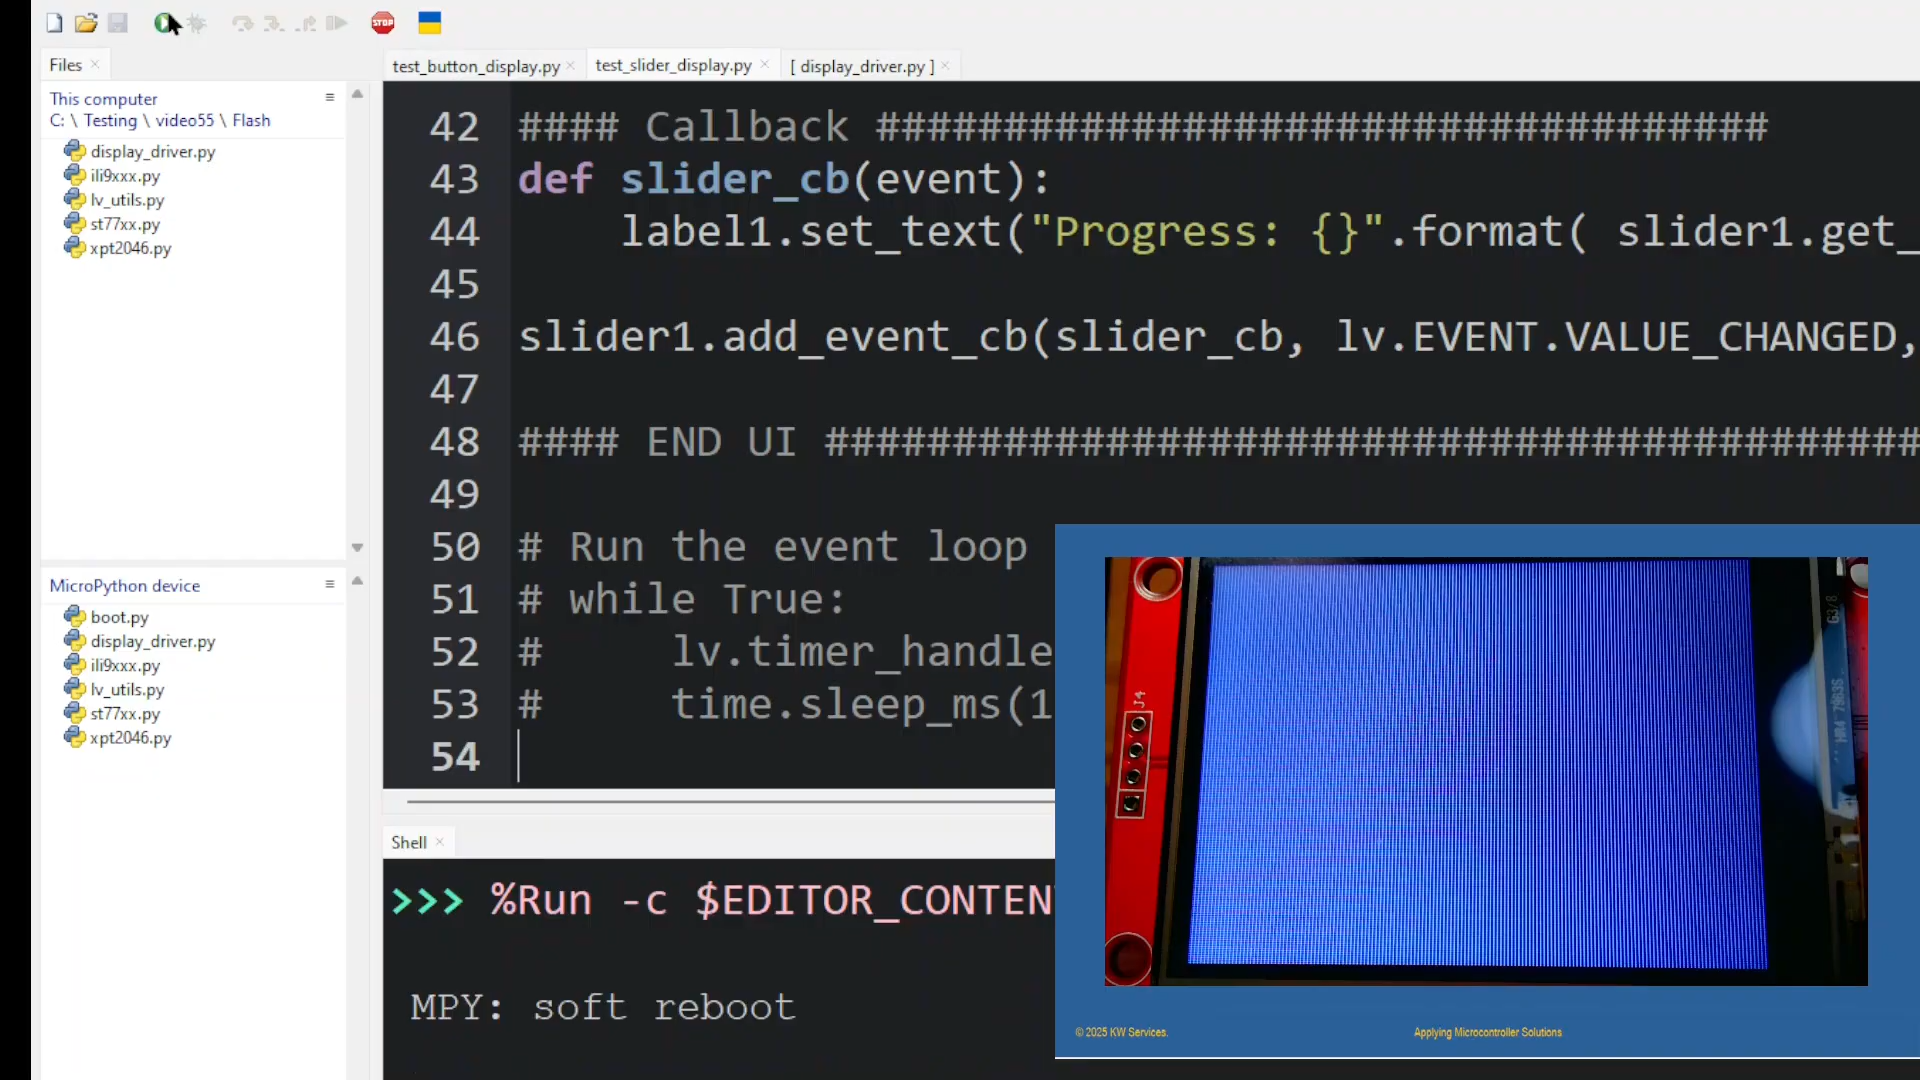 STOP
Files
test_button_display.py
test_slider_display.py
[ display_driver.py ]
This computer
C: \ Testing \ video55 \ Flash
display_driver.py
ili9xxx.py
lv_utils.py
st77xx.py
xpt2046.py
MicroPython device
boot.py
display_driver.py
ili9xxx.py
lv_utils.py
st77xx.py
xpt2046.py
42 #### Callback ###################################
43 def slider_cb(event):
44 label1.set_text("Progress: {}".format( slider1.get_
45
46 slider1.add_event_cb(slider_cb, lv.EVENT.VALUE_CHANGED,
47
48 #### END UI ###########################################
49
50 # Run the event loop
51 # while True:
52 # lv.timer_handle
53 # time.sleep_ms(1
54
Shell
>>> %Run -c $EDITOR_CONTEN
MPY: soft reboot
J4
G3/8
© 2025 KW Services.
Applying Microcontroller Solutions